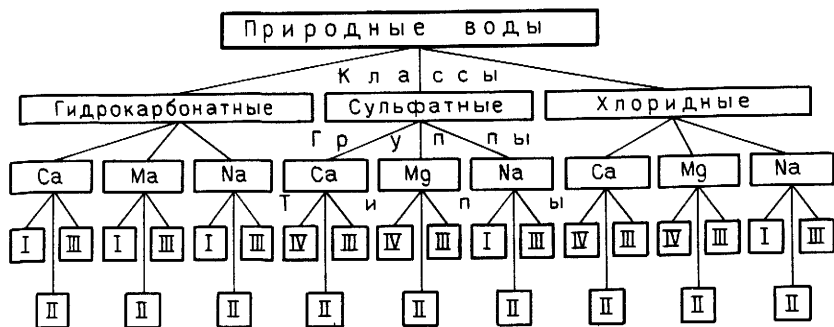 Природные воды
Классы
Гидрокарбонатные Сульфатные Хлоридные
Группы
Ca Ma Na Ca Mg Na Ca Mg Na
Типы
I III I III I III IV III IV III I III IV III IV III I III
II II II II II II II II II